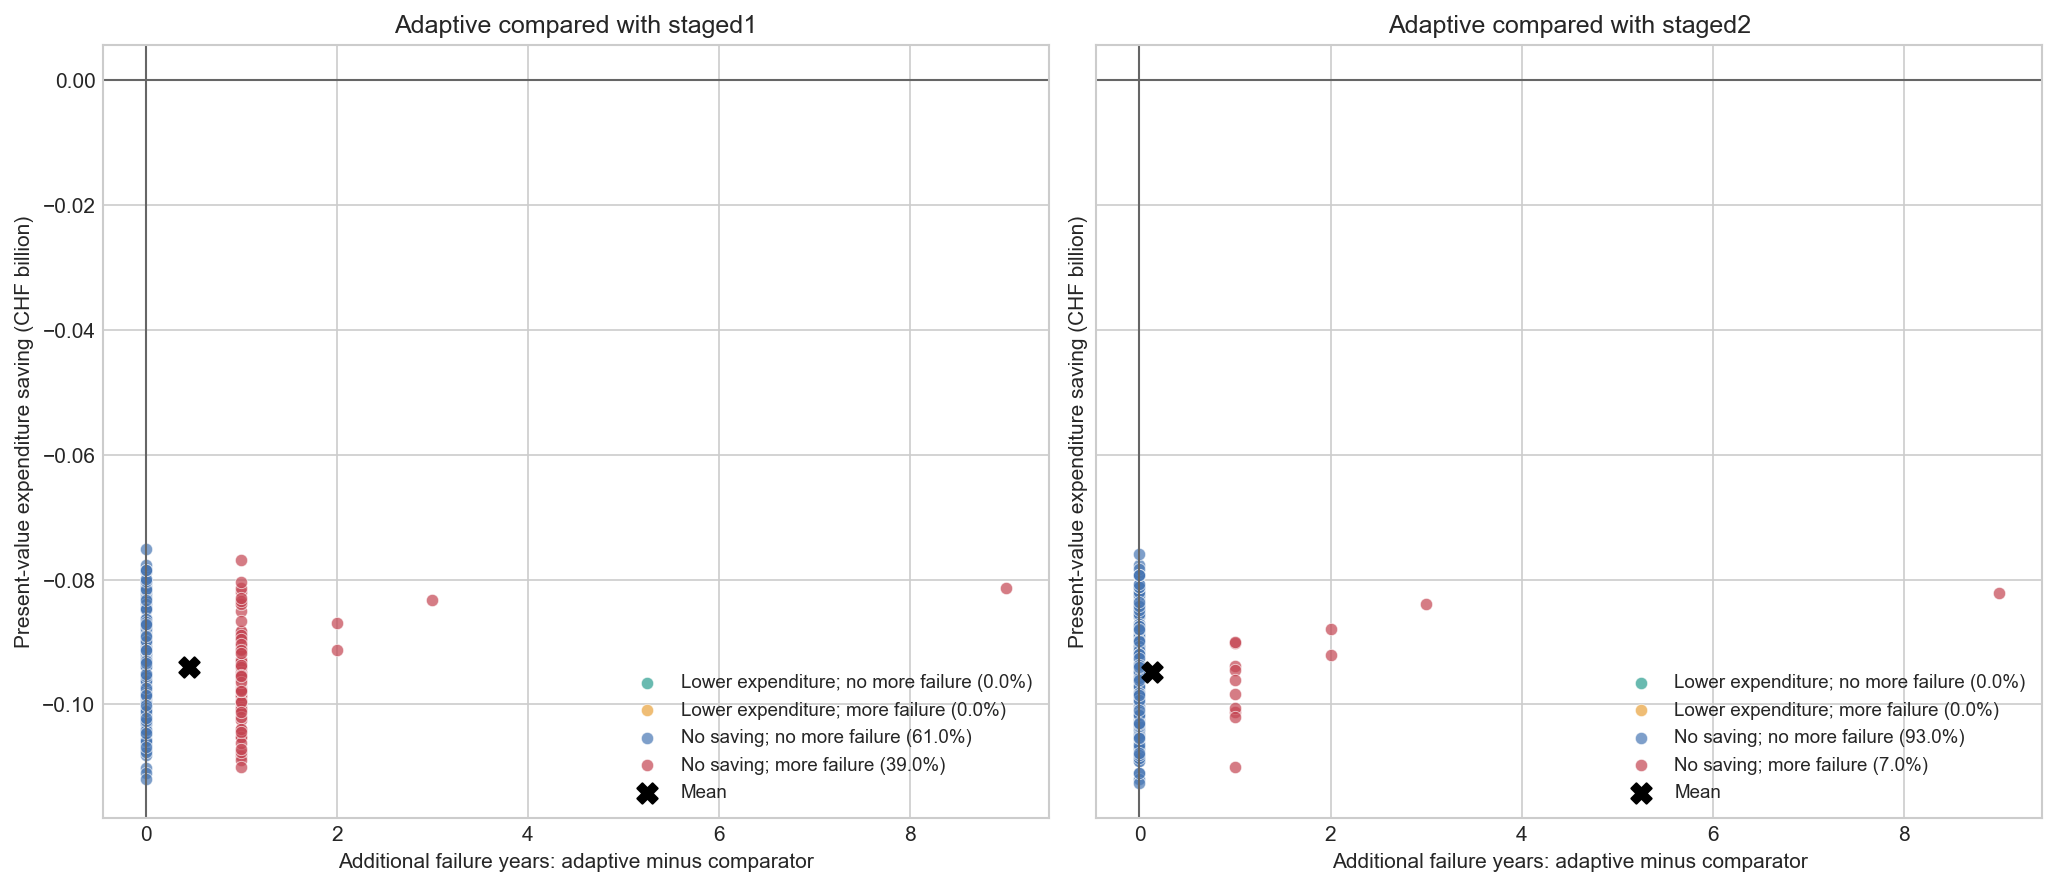 Adaptive compared with staged1
Present-value expenditure saving (CHF billion)
0.00
−0.02
−0.04
−0.06
−0.08
−0.10
Lower expenditure; no more failure (0.0%)
Lower expenditure; more failure (0.0%)
No saving; no more failure (61.0%)
No saving; more failure (39.0%)
Mean
0 2 4 6 8
Additional failure years: adaptive minus comparator
Adaptive compared with staged2
Present-value expenditure saving (CHF billion)
Lower expenditure; no more failure (0.0%)
Lower expenditure; more failure (0.0%)
No saving; no more failure (93.0%)
No saving; more failure (7.0%)
Mean
0 2 4 6 8
Additional failure years: adaptive minus comparator